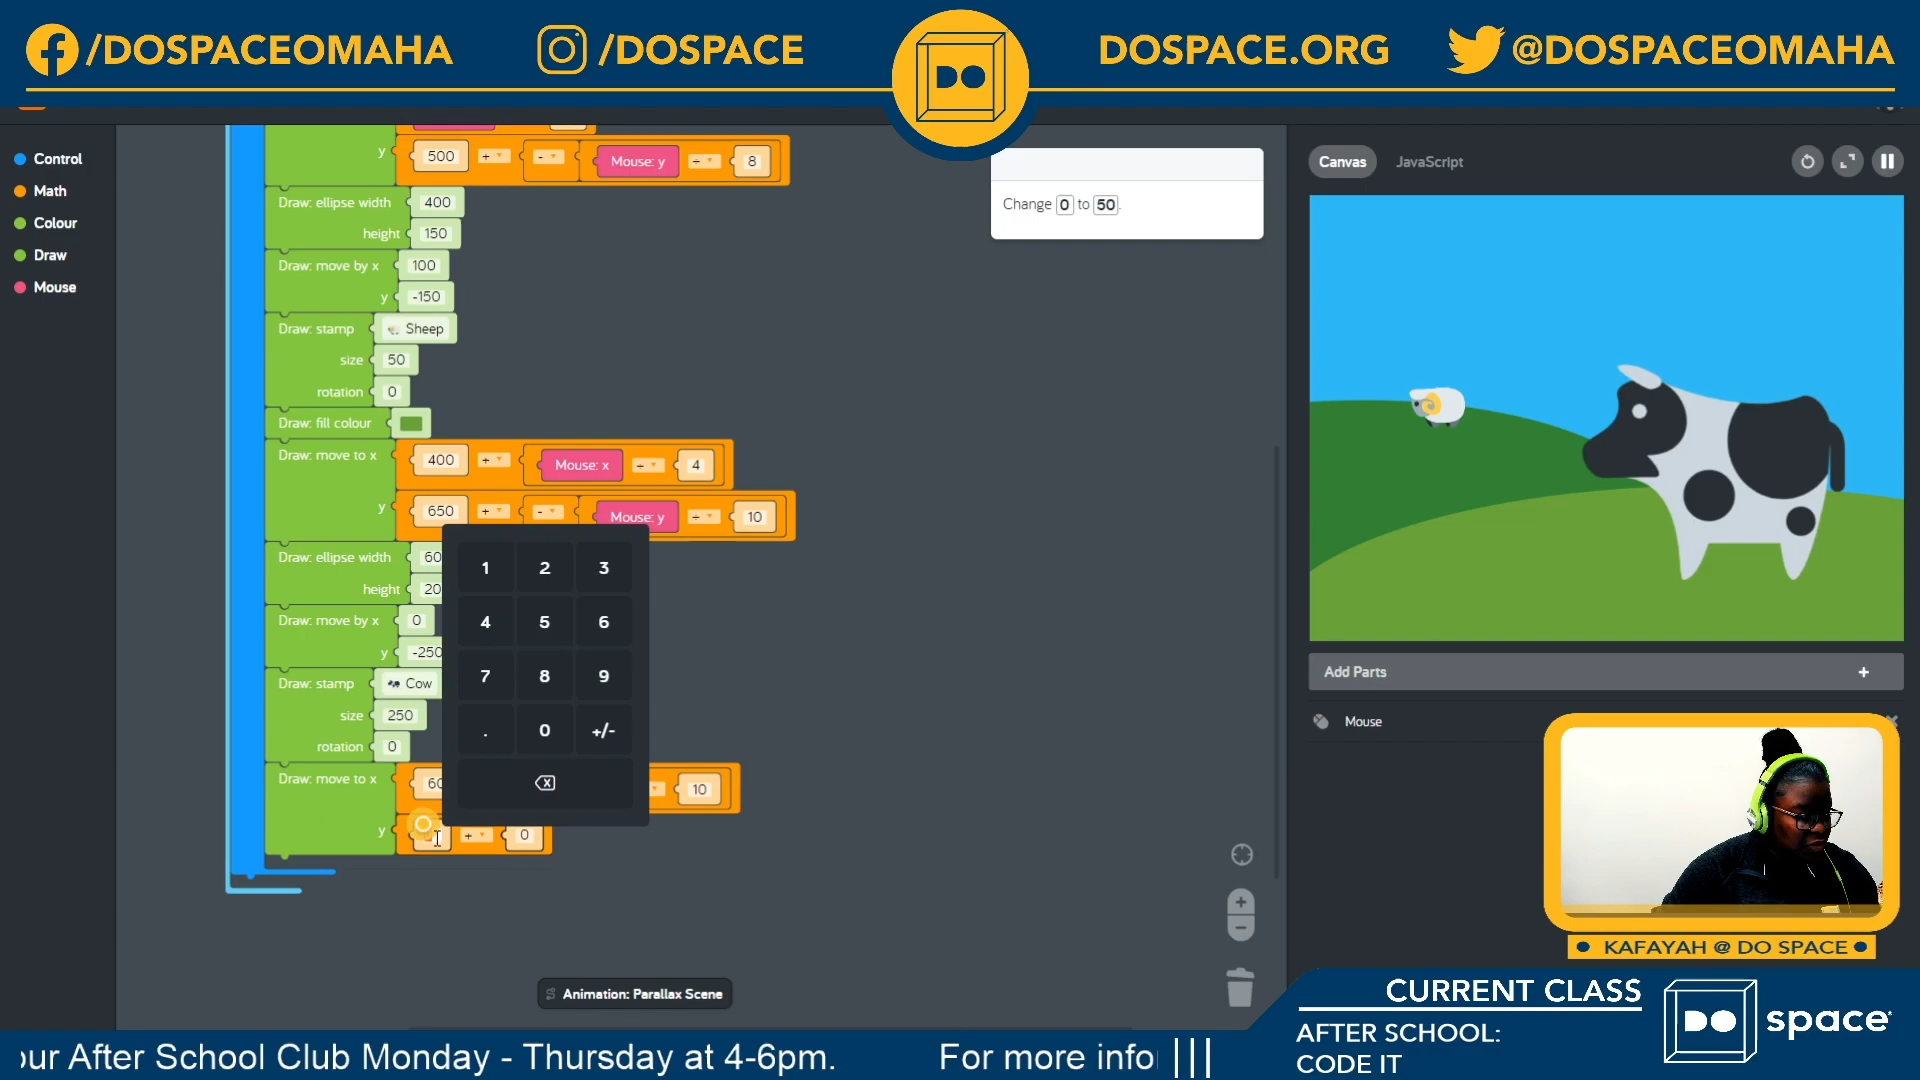 /DOSPACEOMAHA
/DOSPACE
DO
DOSPACE.ORG
@DOSPACEOMAHA
Control
Math
Colour
Draw
Mouse
y 500 + - Mouse: y ÷ 8
Draw: ellipse width 400
height 150
Draw: move by x 100
y -150
Draw: stamp Sheep
size 50
rotation 0
Draw: fill colour
Draw: move to x 400 + Mouse: x ÷ 4
y 650 + - Mouse: y ÷ 10
Draw: ellipse width 60
height 20
Draw: move by x 0
y -250
Draw: stamp Cow
size 250
rotation 0
Draw: move to x 60 10
y + 0
1 2 3
4 5 6
7 8 9
. 0 +/-
Change 0 to 50.
Animation: Parallax Scene
Canvas JavaScript
Add Parts +
Mouse
KAFAYAH @ DO SPACE
CURRENT CLASS
AFTER SCHOOL:
CODE IT
DO space
our After School Club Monday - Thursday at 4-6pm. For more info